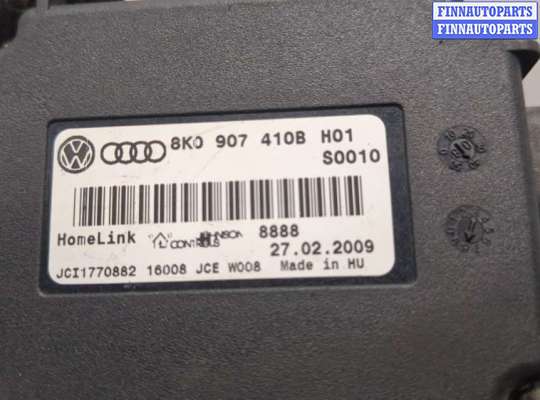 FINNAUTOPARTS
FINNAUTOPARTS
8K0 907 410B H01
S0010
HomeLink JOHNSON CONTROLS 8888
27.02.2009
JCI1770882 16008 JCE W008 Made in HU